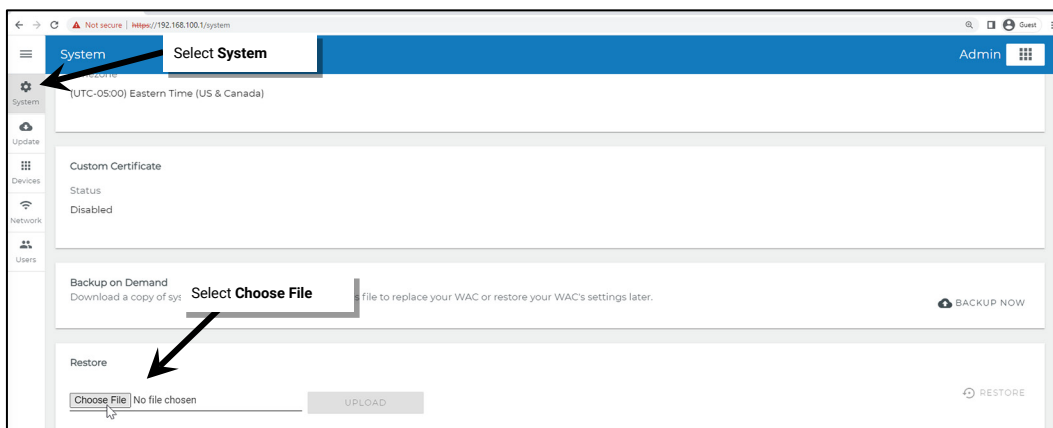 Not secure | https://192.168.100.1/system
Guest
System
Select System
Admin
System
(UTC-05:00) Eastern Time (US & Canada)
Update
Devices
Custom Certificate
Status
Disabled
Network
Users
Backup on Demand
Download a copy of sys
Select Choose File
s file to replace your WAC or restore your WAC's settings later.
BACKUP NOW
Restore
Choose File No file chosen
UPLOAD
RESTORE